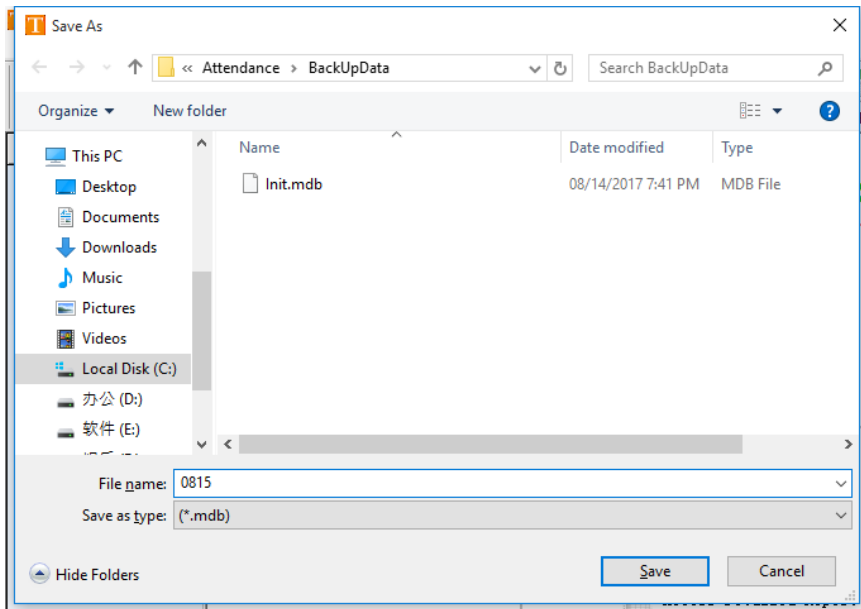 Save As
« Attendance > BackUpData
Search BackUpData
Organize
New folder
Name
Date modified
Type
This PC
Desktop
Documents
Downloads
Music
Pictures
Videos
Local Disk (C:)
办公 (D:)
软件 (E:)
Init.mdb
08/14/2017 7:41 PM
MDB File
File name: 0815
Save as type: (*.mdb)
Hide Folders
Save
Cancel